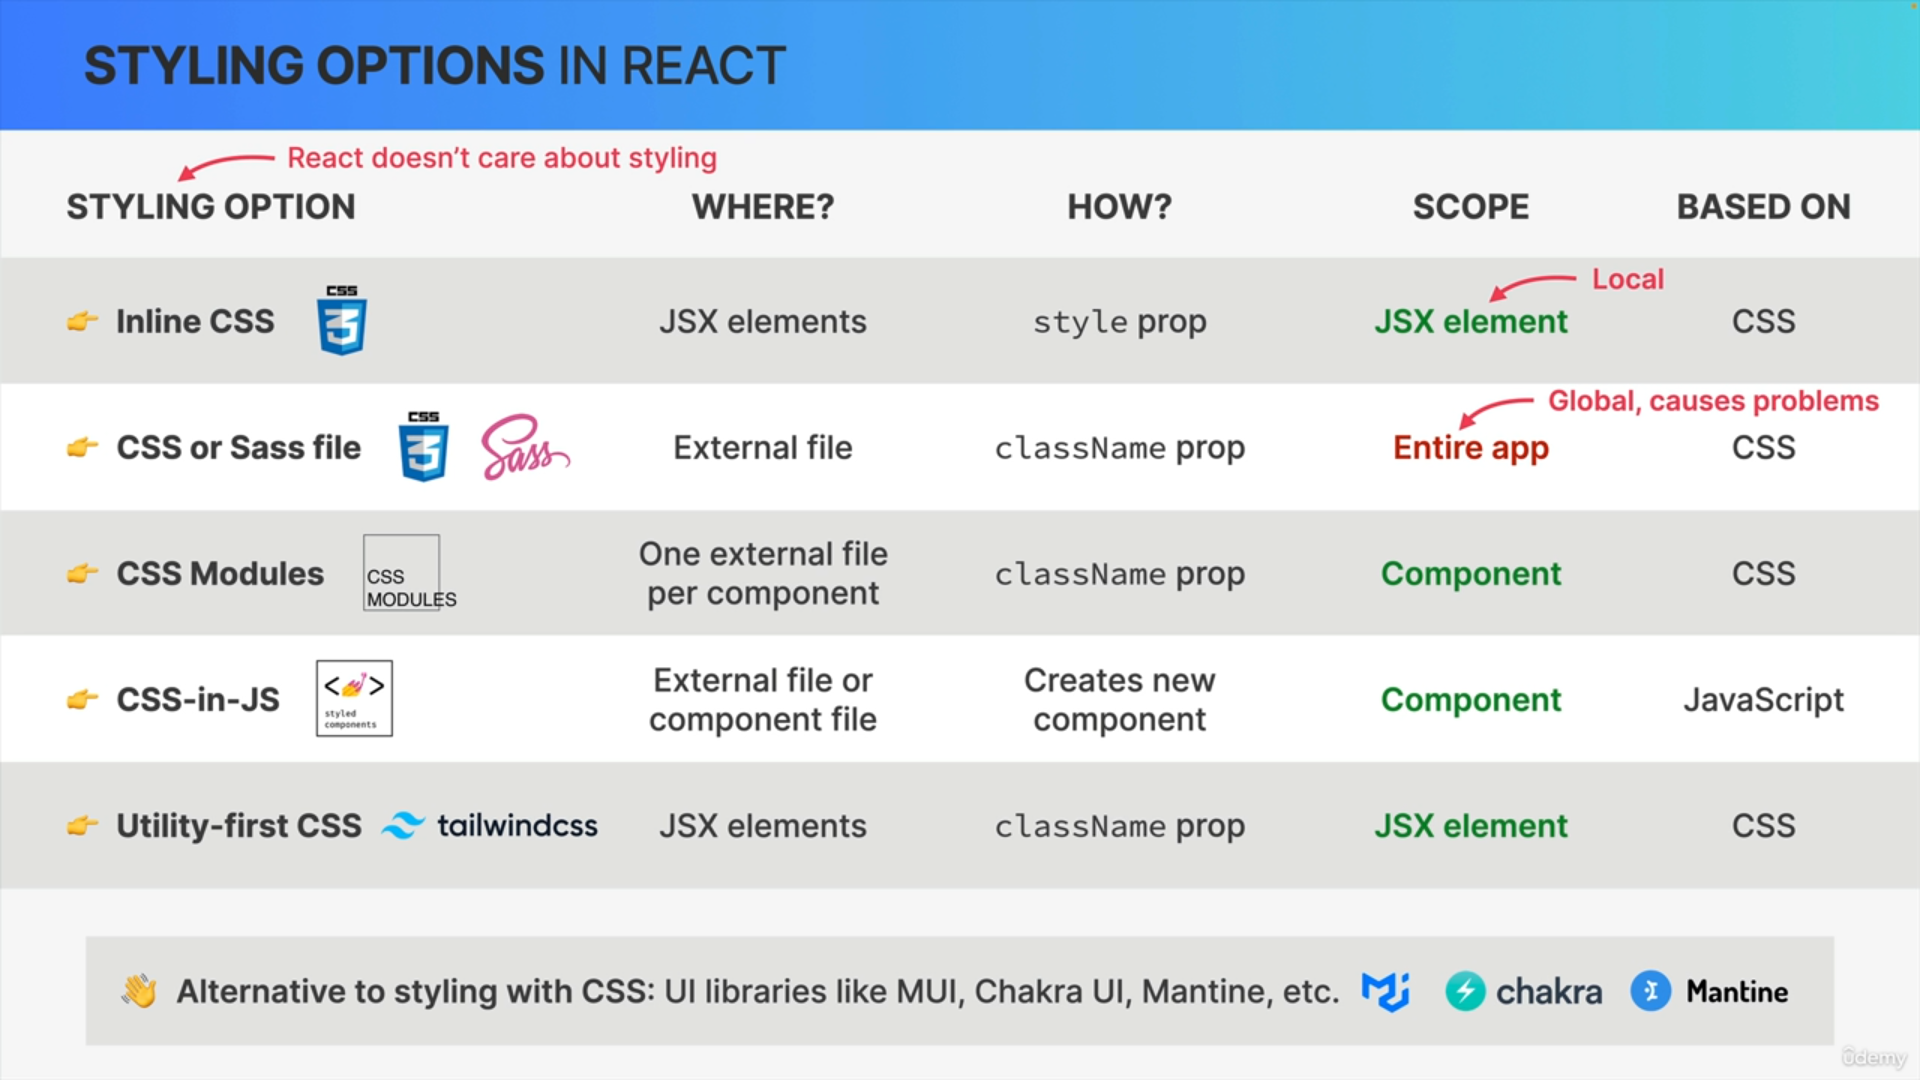 STYLING OPTIONS IN REACT
React doesn’t care about styling
STYLING OPTION WHERE? HOW? SCOPE BASED ON
Local
Inline CSS CSS 3 JSX elements style prop JSX element CSS
Global, causes problems
CSS or Sass file CSS 3 Sass External file className prop Entire app CSS
CSS Modules CSS MODULES One external file per component className prop Component CSS
CSS-in-JS < > styled components External file or component file Creates new component Component JavaScript
Utility-first CSS tailwindcss JSX elements className prop JSX element CSS
Alternative to styling with CSS: UI libraries like MUI, Chakra UI, Mantine, etc. chakra Mantine
ûdemy